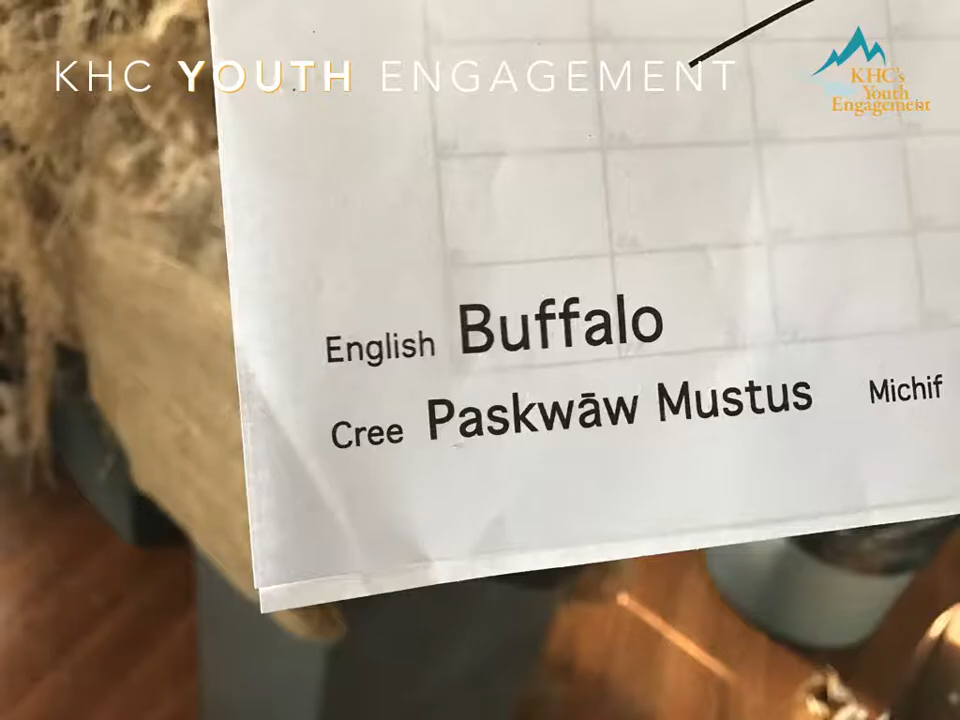 KHC YOUTH ENGAGEMENT
KHC's
Youth
Engagement
English Buffalo
Cree Paskwāw Mustus
Michif